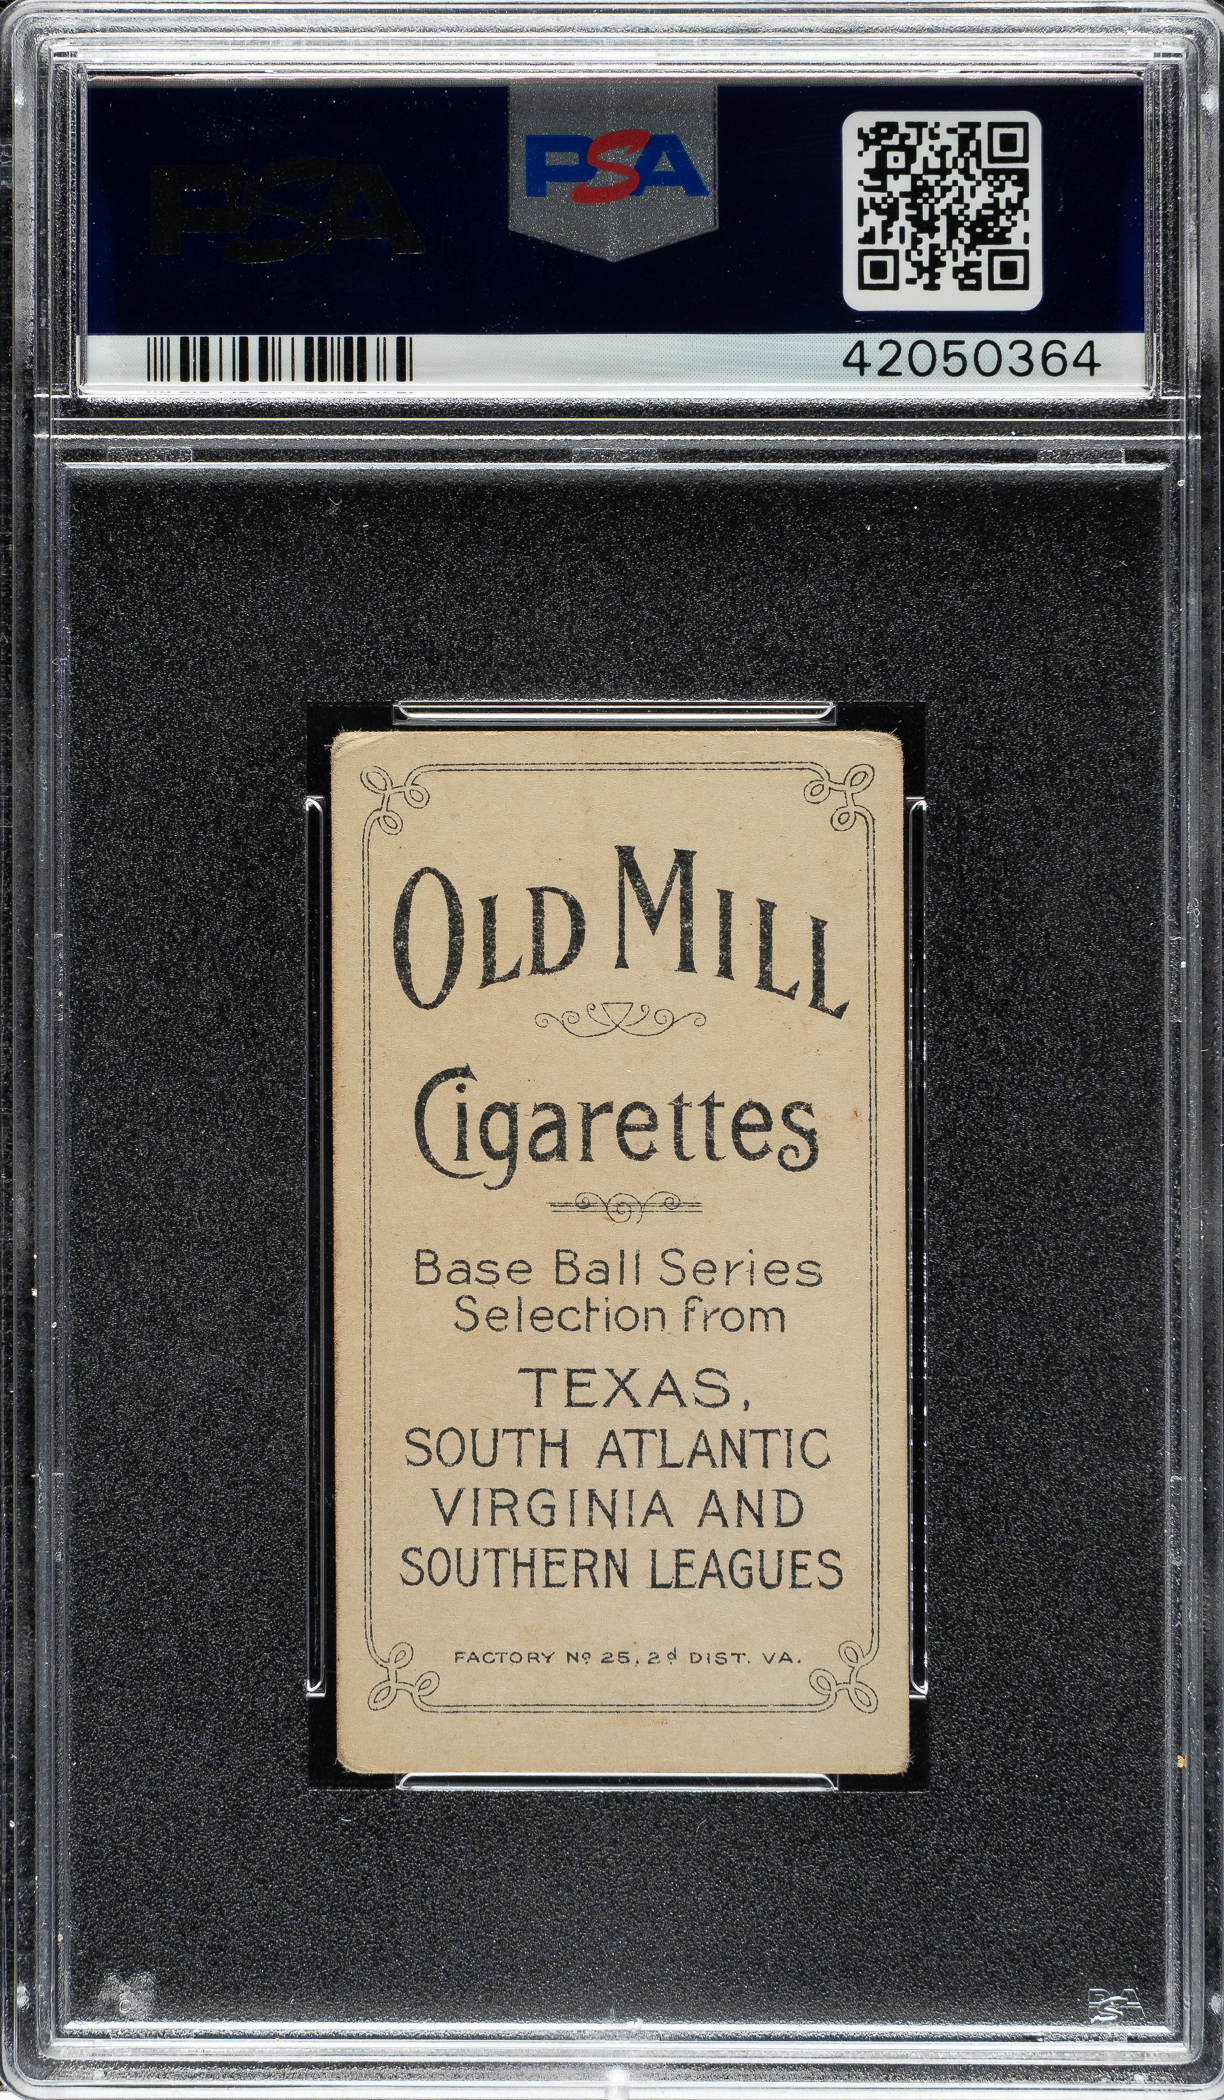 PSA
PSA
42050364
OLD MILL
Cigarettes
Base Ball Series
Selection from
TEXAS,
SOUTH ATLANTIC
VIRGINIA AND
SOUTHERN LEAGUES
FACTORY Nº 25, 2d DIST. VA.
PSA